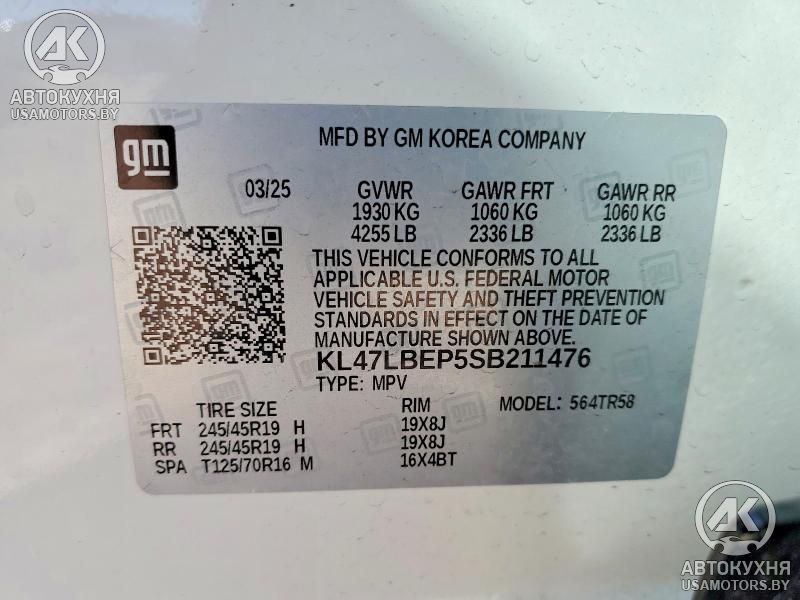 AK
АВТОКУХНЯ
USAMOTORS.BY
gm
MFD BY GM KOREA COMPANY
03/25 GVWR GAWR FRT GAWR RR
1930 KG 1060 KG 1060 KG
4255 LB 2336 LB 2336 LB
THIS VEHICLE CONFORMS TO ALL
APPLICABLE U.S. FEDERAL MOTOR
VEHICLE SAFETY AND THEFT PREVENTION
STANDARDS IN EFFECT ON THE DATE OF
MANUFACTURE SHOWN ABOVE.
KL47LBEP5SB211476
TYPE: MPV
TIRE SIZE RIM MODEL: 564TR58
FRT 245/45R19 H 19X8J
RR 245/45R19 H 19X8J
SPA T125/70R16 M 16X4BT
AK
АВТОКУХНЯ
USAMOTORS.BY